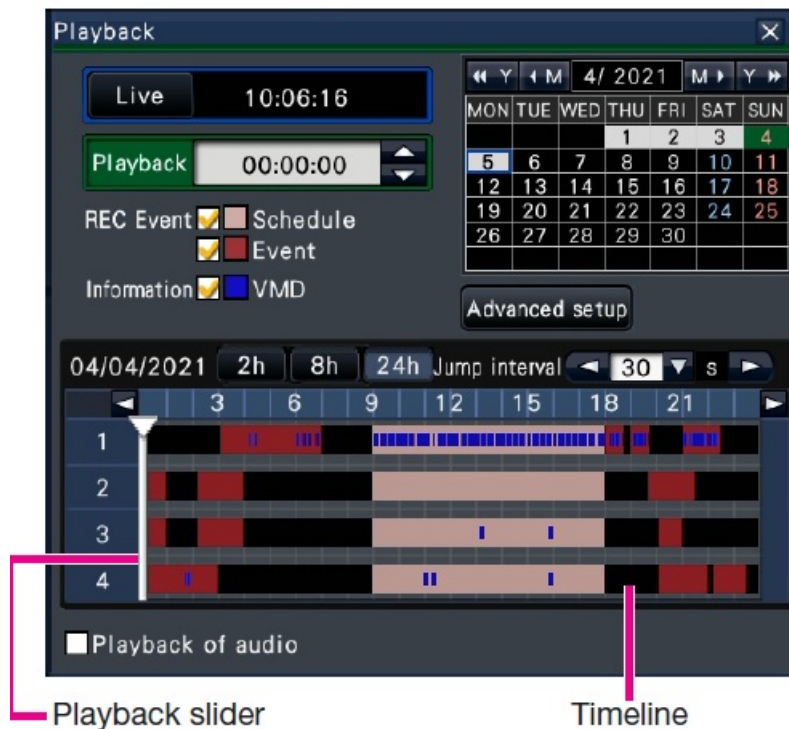 Playback
Live 10:06:16
Playback 00:00:00
REC Event Schedule
Event
Information VMD
Y M 4/ 2021 M Y
MON TUE WED THU FRI SAT SUN
1 2 3 4
5 6 7 8 9 10 11
12 13 14 15 16 17 18
19 20 21 22 23 24 25
26 27 28 29 30
Advanced setup
04/04/2021 2h 8h 24h Jump interval 30 s
3 6 9 12 15 18 21
1
2
3
4
Playback of audio
Playback slider Timeline